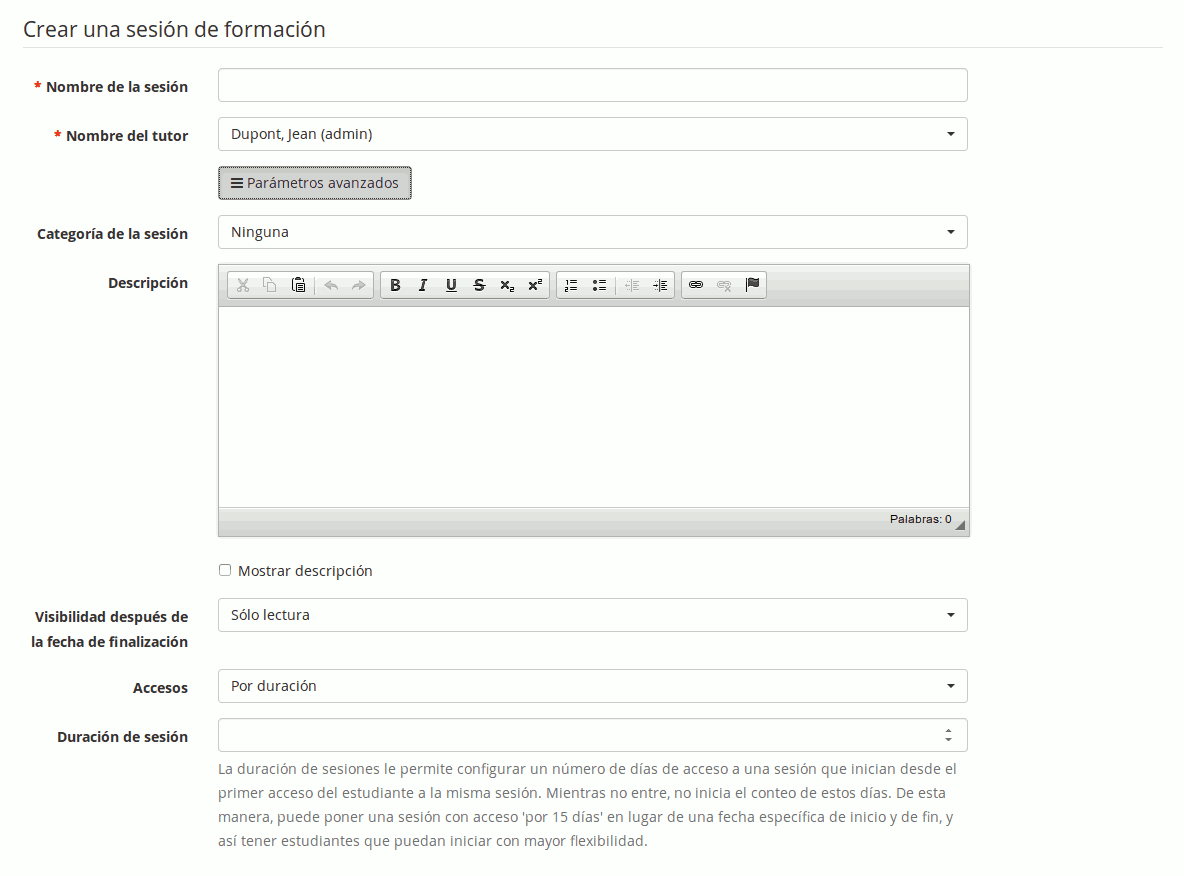 Crear una sesión de formación
* Nombre de la sesión
* Nombre del tutor
Dupont, Jean (admin)
Parámetros avanzados
Categoría de la sesión
Ninguna
Descripción
B I U S x₂ x²
Palabras: 0
Mostrar descripción
Visibilidad después de
la fecha de finalización
Sólo lectura
Accesos
Por duración
Duración de sesión
La duración de sesiones le permite configurar un número de días de acceso a una sesión que inician desde el
primer acceso del estudiante a la misma sesión. Mientras no entre, no inicia el conteo de estos días. De esta
manera, puede poner una sesión con acceso 'por 15 días' en lugar de una fecha específica de inicio y de fin, y
así tener estudiantes que puedan iniciar con mayor flexibilidad.